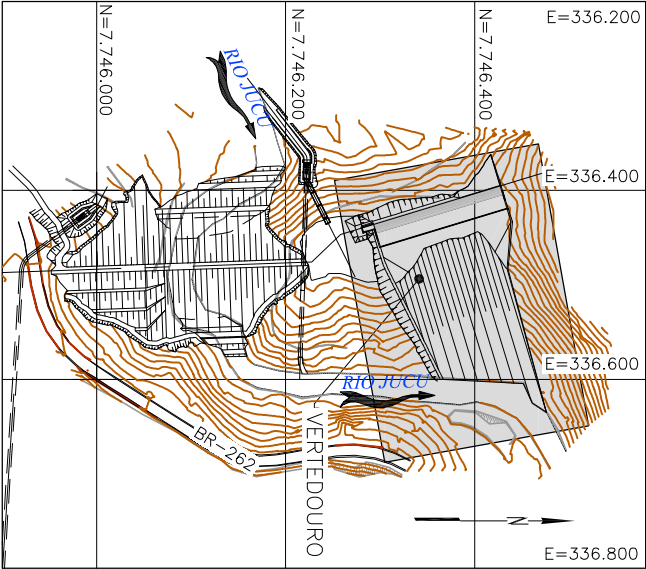 E=336.200
N=7.746.000
N=7.746.200
N=7.746.400
RIO JUCU
E=336.400
E=336.600
RIO JUCU
BR-262
VERTEDOURO
N
E=336.800